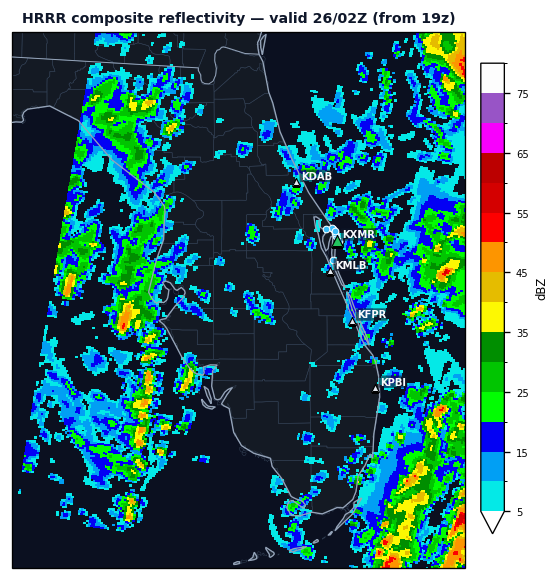 HRRR composite reflectivity — valid 26/02Z (from 19z)
KDAB
KXMR
KMLB
KFPR
KPBI
75
65
55
45
35
25
15
5
dBZ